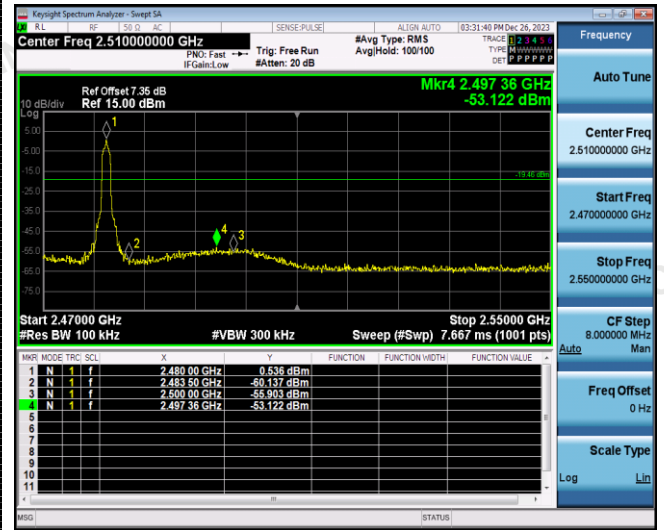 Keysight Spectrum Analyzer - Swept SA
RL RF 50 Ω AC SENSE:PULSE ALIGN AUTO 03:31:40 PM Dec 26, 2023
Center Freq 2.510000000 GHz #Avg Type: RMS TRACE 1 2 3 4 5 6
PNO: Fast Trig: Free Run Avg|Hold: 100/100 TYPE M WWWWW
IFGain:Low #Atten: 20 dB DET P P P P P P
Mkr4 2.497 36 GHz
Ref Offset 7.35 dB
10 dB/div Ref 15.00 dBm -53.122 dBm
Log
5.00
-5.00
-15.0
-19.46 dBm
-25.0
-35.0
-45.0
-55.0
-65.0
-75.0
1
2
4
3
Start 2.47000 GHz Stop 2.55000 GHz
#Res BW 100 kHz #VBW 300 kHz Sweep (#Swp) 7.667 ms (1001 pts)
MKR MODE TRC SCL X Y FUNCTION FUNCTION WIDTH FUNCTION VALUE
1 N 1 f 2.480 00 GHz 0.536 dBm
2 N 1 f 2.483 50 GHz -60.137 dBm
3 N 1 f 2.500 00 GHz -55.903 dBm
4 N 1 f 2.497 36 GHz -53.122 dBm
5
6
7
8
9
10
11
MSG STATUS
Frequency
Auto Tune
Center Freq
2.510000000 GHz
Start Freq
2.470000000 GHz
Stop Freq
2.550000000 GHz
CF Step
8.000000 MHz
Auto Man
Freq Offset
0 Hz
Scale Type
Log Lin